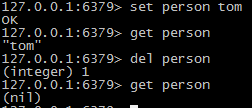 127.0.0.1:6379> set person tom
OK
127.0.0.1:6379> get person
"tom"
127.0.0.1:6379> del person
(integer) 1
127.0.0.1:6379> get person
(nil)